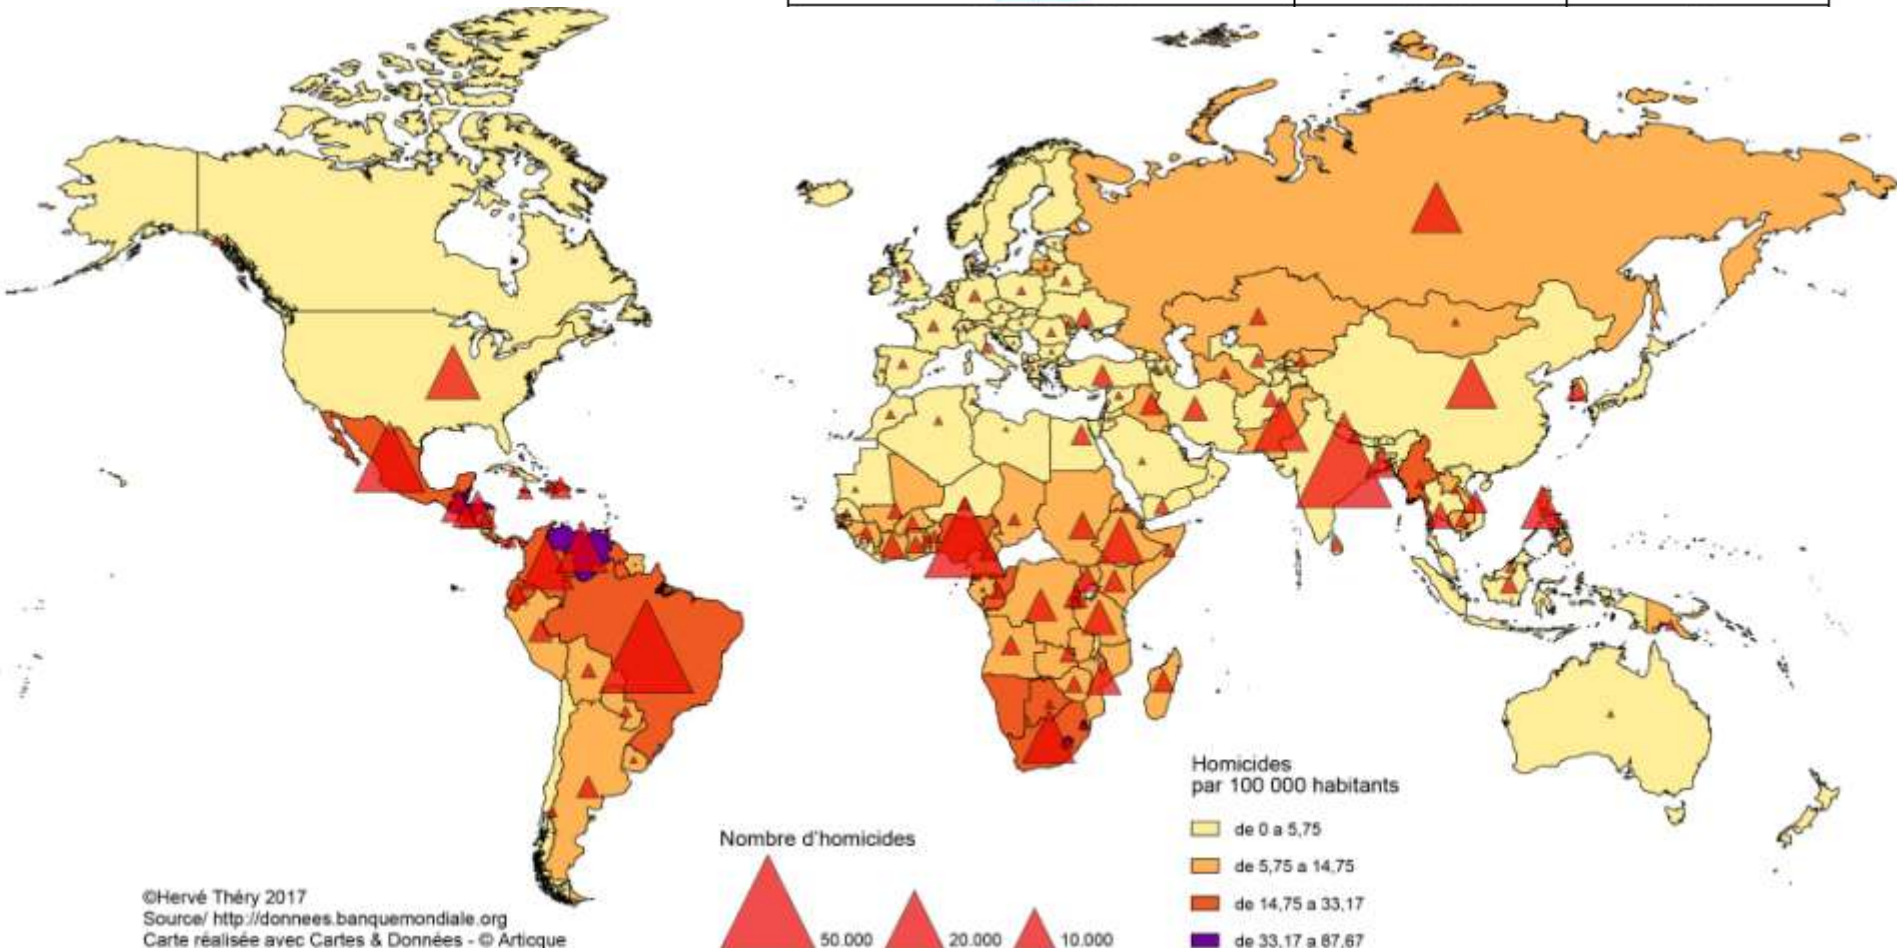 Homicides
par 100 000 habitants
de 0 a 5,75
de 5,75 a 14,75
de 14,75 a 33,17
de 33,17 a 87,67
Nombre d'homicides
50.000
20.000
10.000
©Hervé Théry 2017
Source/ http://donnees.banquemondiale.org
Carte réalisée avec Cartes & Données - © Articque